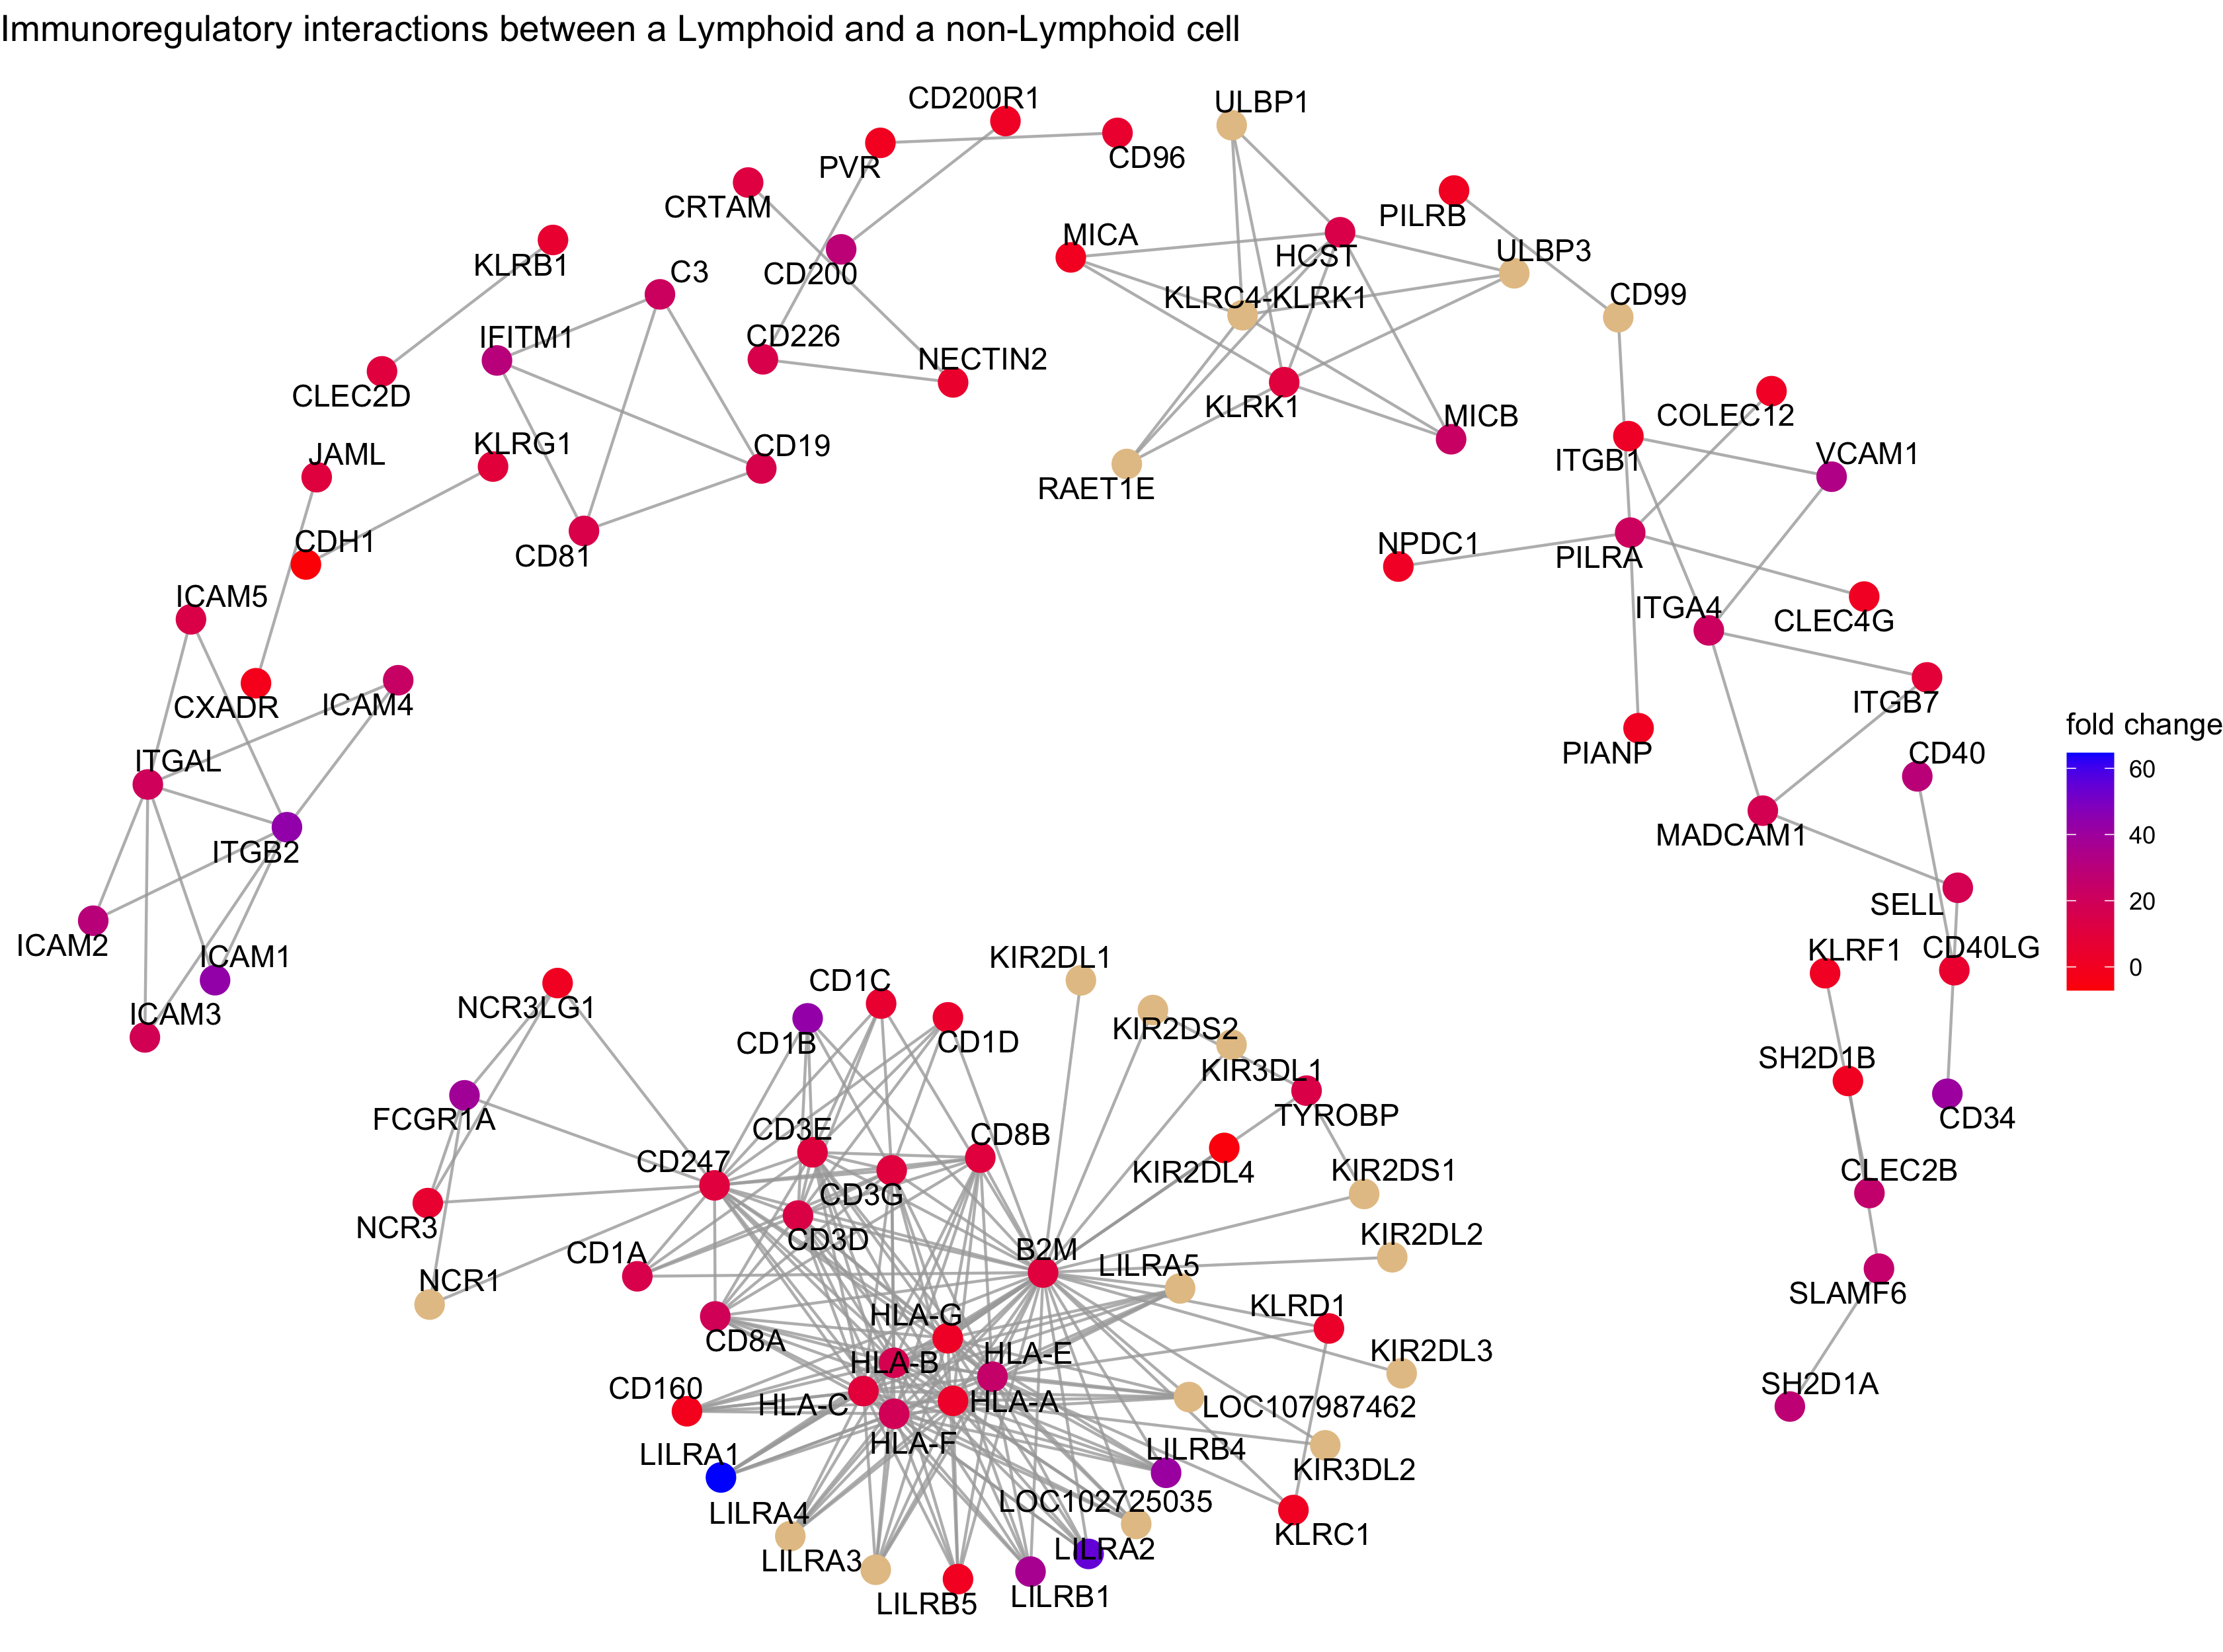 Immunoregulatory interactions between a Lymphoid and a non-Lymphoid cell
CD200R1
ULBP1
PVR
CD96
CRTAM
PILRB
MICA
HCST
ULBP3
KLRB1
C3
CD200
KLRC4-KLRK1
CD99
IFITM1
CD226
NECTIN2
CLEC2D
KLRK1
MICB
COLEC12
JAML
KLRG1
CD19
ITGB1
VCAM1
RAET1E
CDH1
CD81
NPDC1
PILRA
ICAM5
ITGA4
CLEC4G
CXADR
ICAM4
ITGB7
fold change
ITGAL
PIANP
CD40
60
MADCAM1
40
ITGB2
SELL
20
ICAM2
ICAM1
KIR2DL1
KLRF1
CD40LG
0
CD1C
NCR3LG1
ICAM3
CD1B
CD1D
KIR2DS2
KIR3DL1
SH2D1B
FCGR1A
CD3E
CD8B
TYROBP
CD34
CD247
KIR2DL4
KIR2DS1
CLEC2B
CD3G
NCR3
CD3D
CD1A
B2M
LILRA5
KIR2DL2
NCR1
HLA-G
KLRD1
SLAMF6
CD8A
HLA-B
HLA-E
KIR2DL3
CD160
HLA-C
HLA-A
LOC107987462
SH2D1A
HLA-F
LILRA1
LILRB4
KIR3DL2
LILRA4
LOC102725035
KLRC1
LILRA3
LILRA2
LILRB5
LILRB1